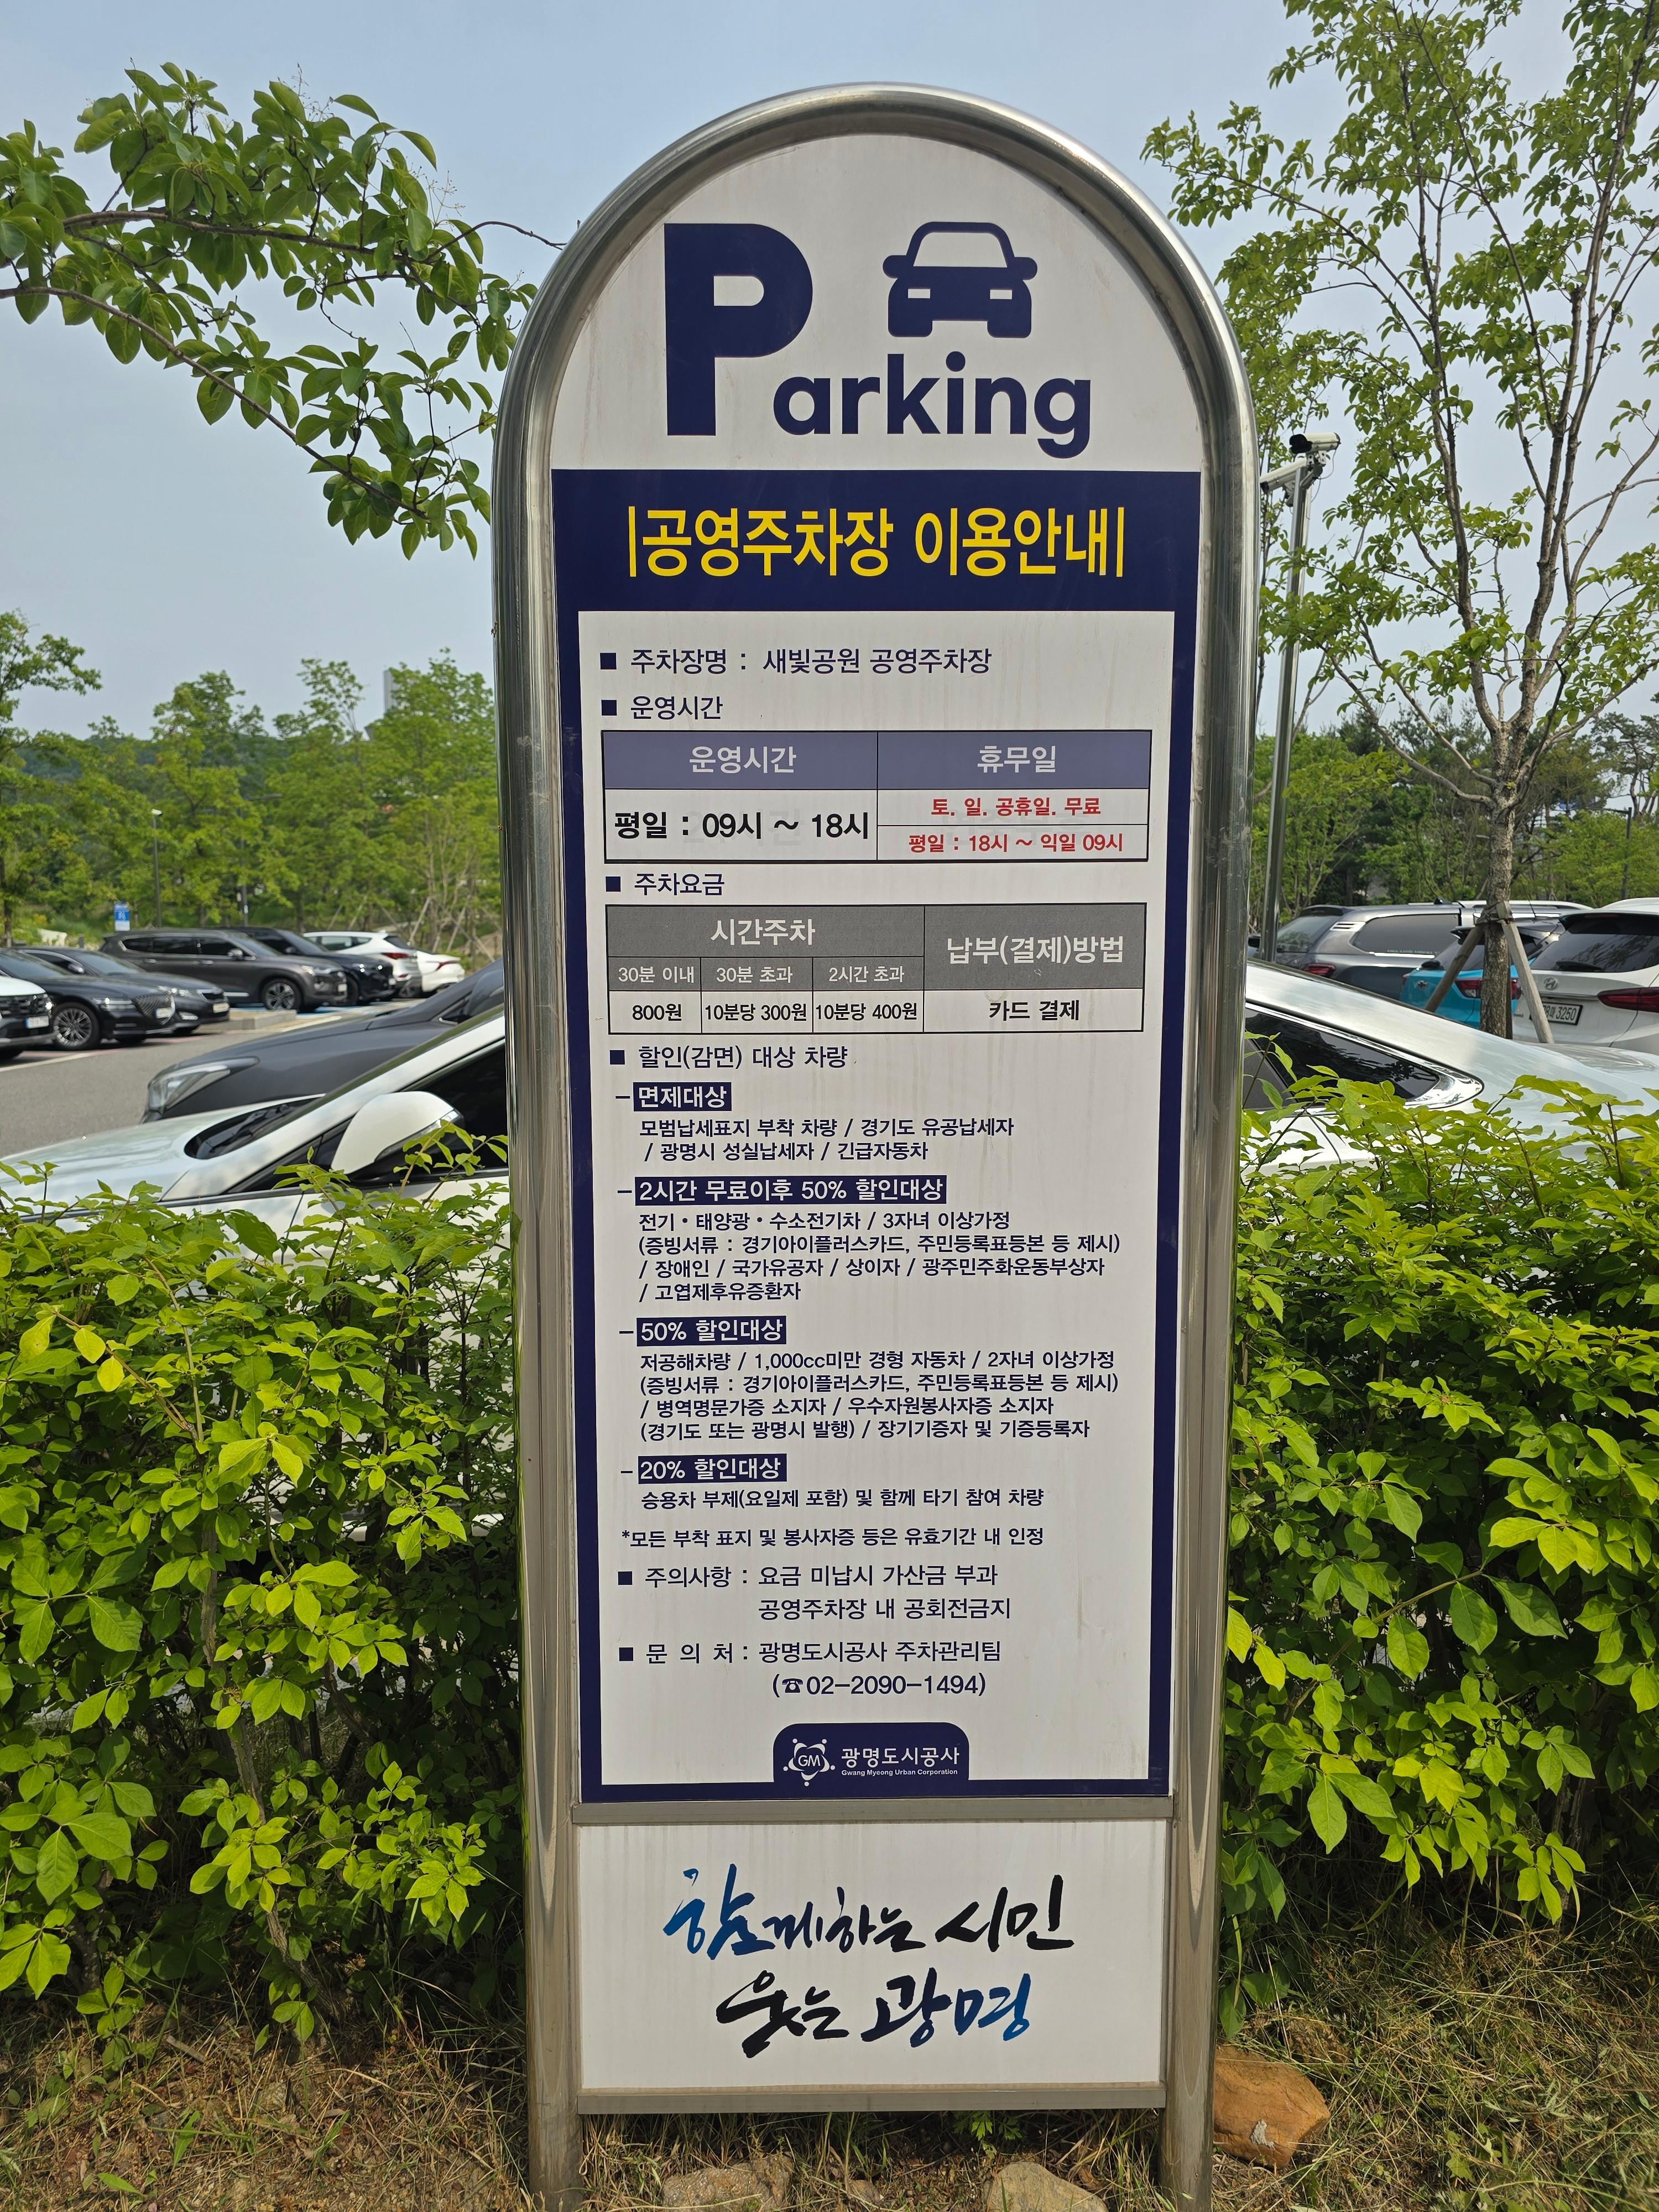 Parking
|공영주차장 이용안내|
■ 주차장명 : 새빛공원 공영주차장
■ 운영시간
운영시간 휴무일
평일 : 09시 ~ 18시
토. 일. 공휴일. 무료
평일 : 18시 ~ 익일 09시
■ 주차요금
시간주차 납부(결제)방법
30분 이내 30분 초과 2시간 초과
800원 10분당 300원 10분당 400원 카드 결제
■ 할인(감면) 대상 차량
-면제대상
모범납세표지 부착 차량 / 경기도 유공납세자
/ 광명시 성실납세자 / 긴급자동차
-2시간 무료이후 50% 할인대상
전기・태양광・수소전기차 / 3자녀 이상가정
(증빙서류 : 경기아이플러스카드, 주민등록표등본 등 제시)
/ 장애인 / 국가유공자 / 상이자 / 광주민주화운동부상자
/ 고엽제후유증환자
-50% 할인대상
저공해차량 / 1,000cc미만 경형 자동차 / 2자녀 이상가정
(증빙서류 : 경기아이플러스카드, 주민등록표등본 등 제시)
/ 병역명문가증 소지자 / 우수자원봉사자증 소지자
(경기도 또는 광명시 발행) / 장기기증자 및 기증등록자
-20% 할인대상
승용차 부제(요일제 포함) 및 함께 타기 참여 차량
*모든 부착 표지 및 봉사자증 등은 유효기간 내 인정
■ 주의사항 : 요금 미납시 가산금 부과
공영주차장 내 공회전금지
■ 문 의 처 : 광명도시공사 주차관리팀
(☎02-2090-1494)
GM 광명도시공사
Gwang Myeong Urban Corporation
함께하는 시민
웃는 광명
3250